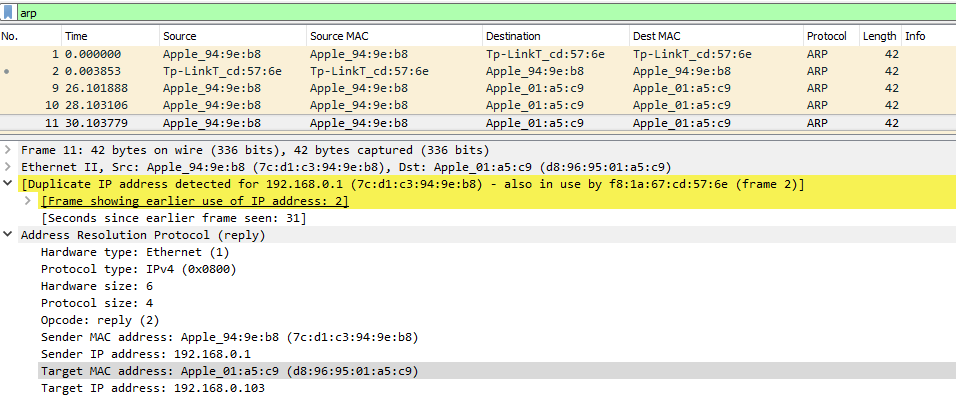 arp
No. Time Source Source MAC Destination Dest MAC Protocol Length Info
1 0.000000 Apple_94:9e:b8 Apple_94:9e:b8 Tp-LinkT_cd:57:6e Tp-LinkT_cd:57:6e ARP 42
2 0.003853 Tp-LinkT_cd:57:6e Tp-LinkT_cd:57:6e Apple_94:9e:b8 Apple_94:9e:b8 ARP 42
9 26.101888 Apple_94:9e:b8 Apple_94:9e:b8 Apple_01:a5:c9 Apple_01:a5:c9 ARP 42
10 28.103106 Apple_94:9e:b8 Apple_94:9e:b8 Apple_01:a5:c9 Apple_01:a5:c9 ARP 42
11 30.103779 Apple_94:9e:b8 Apple_94:9e:b8 Apple_01:a5:c9 Apple_01:a5:c9 ARP 42
Frame 11: 42 bytes on wire (336 bits), 42 bytes captured (336 bits)
Ethernet II, Src: Apple_94:9e:b8 (7c:d1:c3:94:9e:b8), Dst: Apple_01:a5:c9 (d8:96:95:01:a5:c9)
[Duplicate IP address detected for 192.168.0.1 (7c:d1:c3:94:9e:b8) - also in use by f8:1a:67:cd:57:6e (frame 2)]
[Frame showing earlier use of IP address: 2]
[Seconds since earlier frame seen: 31]
Address Resolution Protocol (reply)
Hardware type: Ethernet (1)
Protocol type: IPv4 (0x0800)
Hardware size: 6
Protocol size: 4
Opcode: reply (2)
Sender MAC address: Apple_94:9e:b8 (7c:d1:c3:94:9e:b8)
Sender IP address: 192.168.0.1
Target MAC address: Apple_01:a5:c9 (d8:96:95:01:a5:c9)
Target IP address: 192.168.0.103